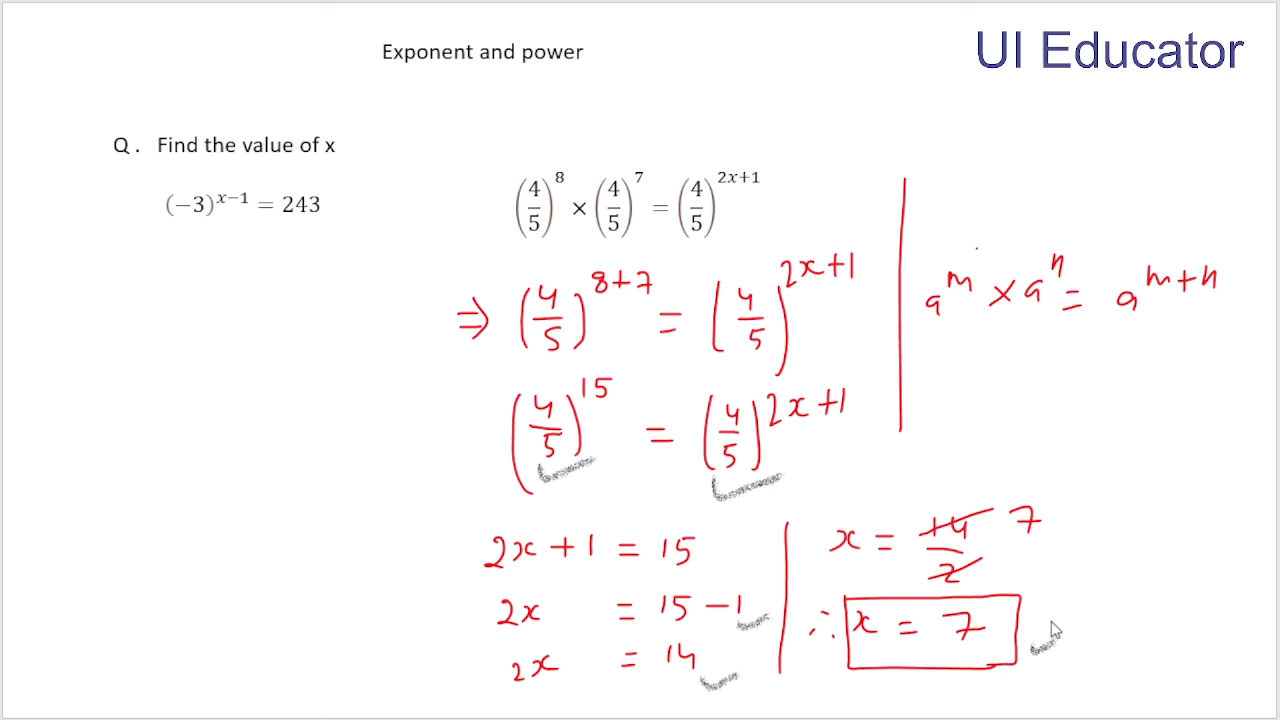 Exponent and power
UI Educator
Q . Find the value of x
(−3)^{x−1} = 243
(4/5)^8 × (4/5)^7 = (4/5)^{2x+1}
⇒ (4/5)^{8+7} = (4/5)^{2x+1}
a^m × a^n = a^{m+n}
(4/5)^{15} = (4/5)^{2x+1}
2x + 1 = 15
2x = 15 − 1
2x = 14
x = 14/2 7
∴ x = 7